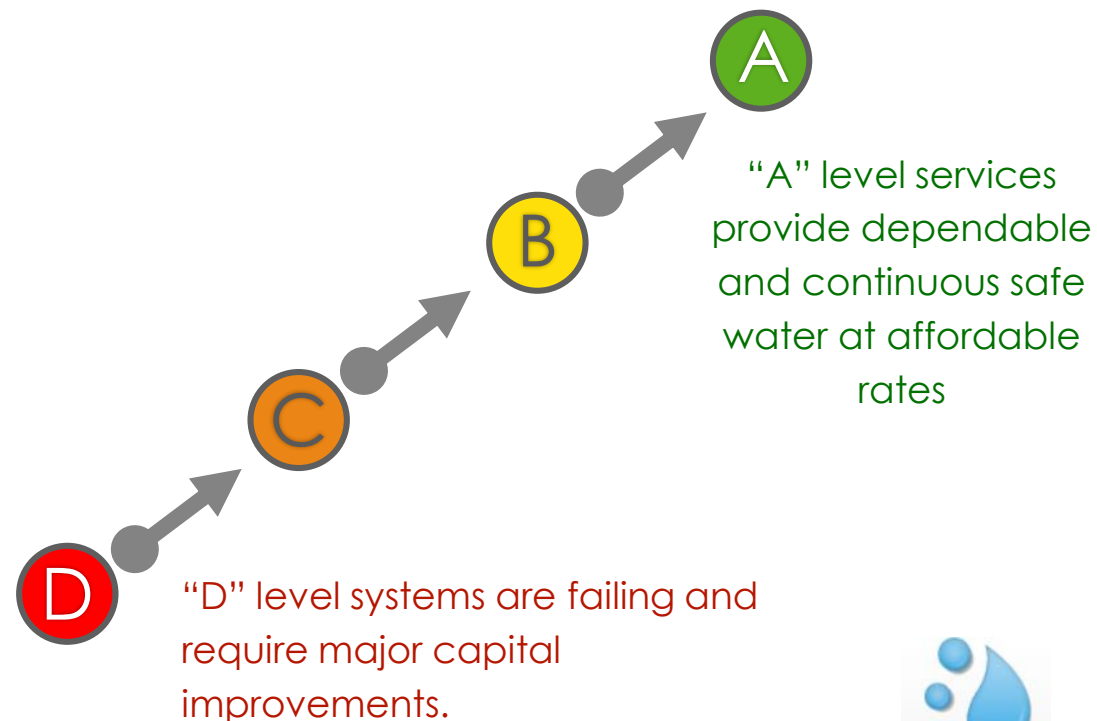 A
“A” level services
provide dependable
and continuous safe
water at affordable
rates
B
C
D
“D” level systems are failing and
require major capital
improvements.